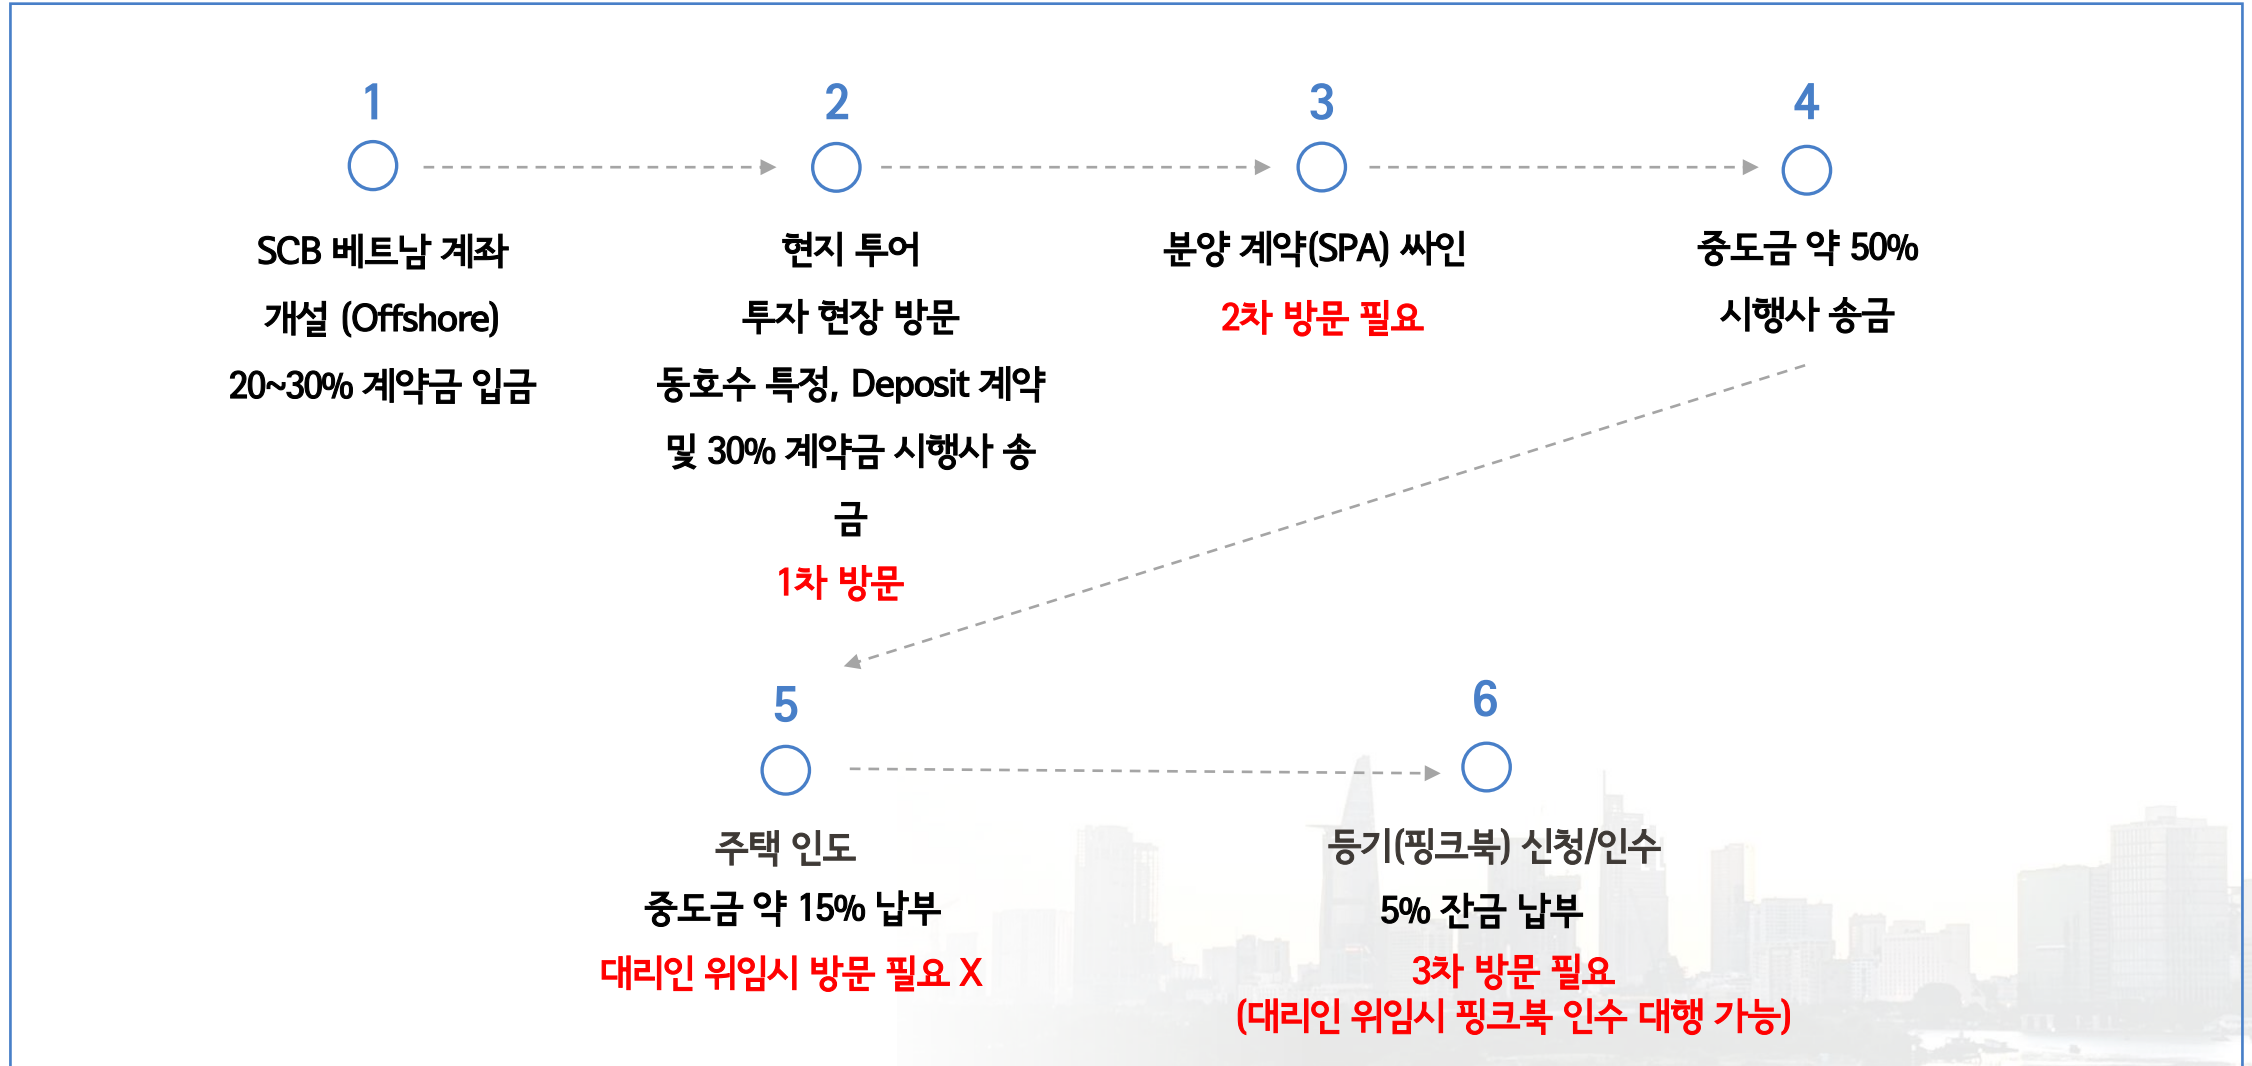 1
SCB 베트남 계좌
개설 (Offshore)
20~30% 계약금 입금
2
현지 투어
투자 현장 방문
동호수 특정, Deposit 계약
및 30% 계약금 시행사 송
금
1차 방문
3
분양 계약(SPA) 싸인
2차 방문 필요
4
중도금 약 50%
시행사 송금
5
주택 인도
중도금 약 15% 납부
대리인 위임시 방문 필요 X
6
등기(핑크북) 신청/인수
5% 잔금 납부
3차 방문 필요
(대리인 위임시 핑크북 인수 대행 가능)